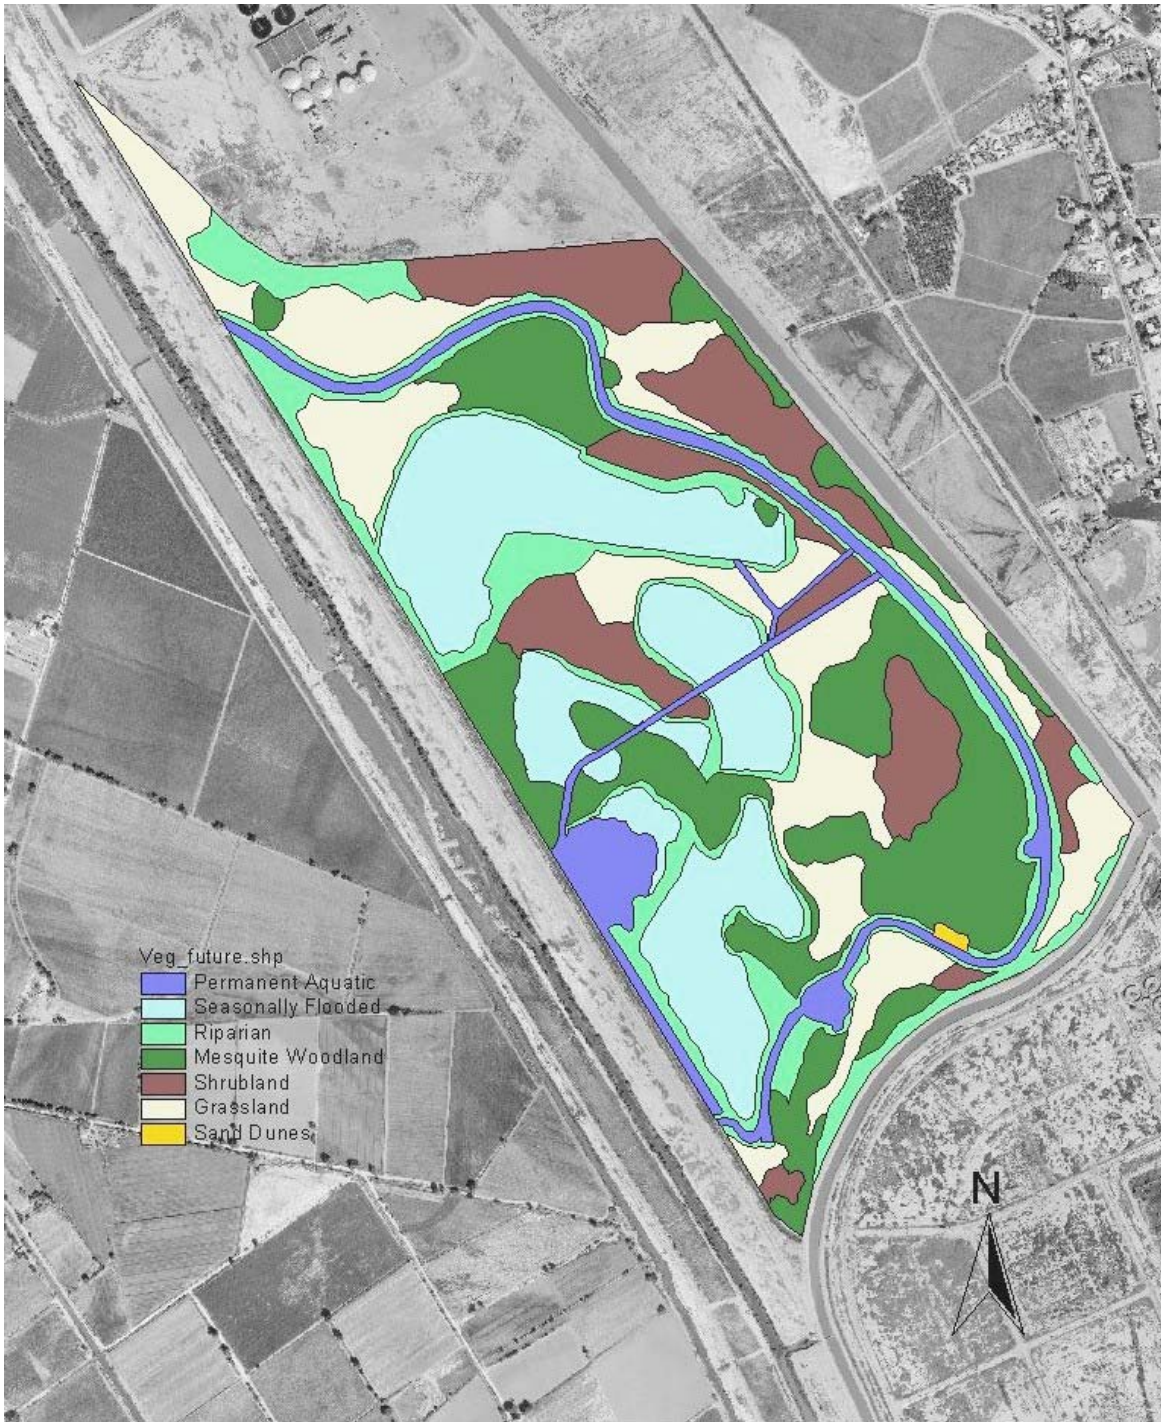 Veg_future.shp
Permanent Aquatic
Seasonally Flooded
Riparian
Mesquite Woodland
Shrubland
Grassland
Sand Dunes
N